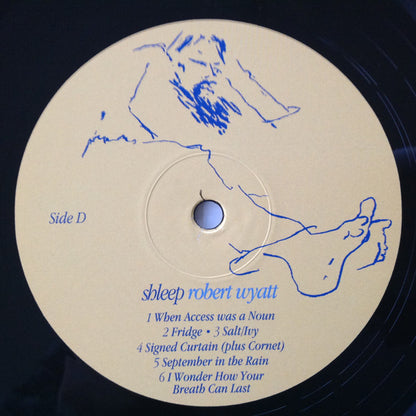 Side D
shleep robert wyatt
1 When Access was a Noun
2 Fridge • 3 Salt/Ivy
4 Signed Curtain (plus Cornet)
5 September in the Rain
6 I Wonder How Your
Breath Can Last